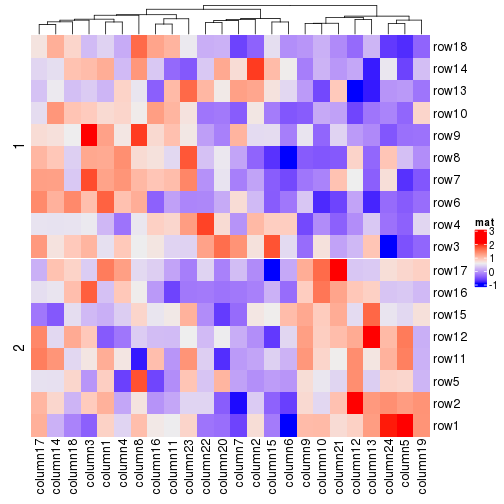 row18
row14
row13
row10
row9
row8
row7
row6
row4
row3
row17
row16
row15
row12
row11
row5
row2
row1
1
2
column17
column14
column18
column3
column1
column4
column8
column16
column11
column23
column22
column20
column7
column2
column15
column6
column9
column10
column21
column12
column13
column24
column5
column19
mat
3
2
1
0
-1